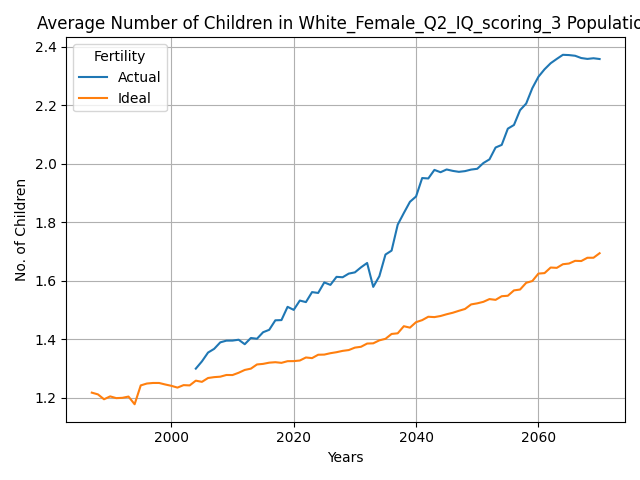 Average Number of Children in White_Female_Q2_IQ_scoring_3 Populatio
Fertility
Actual
Ideal
2.4
2.2
2.0
1.8
1.6
1.4
1.2
No. of Children
2000
2020
2040
2060
Years